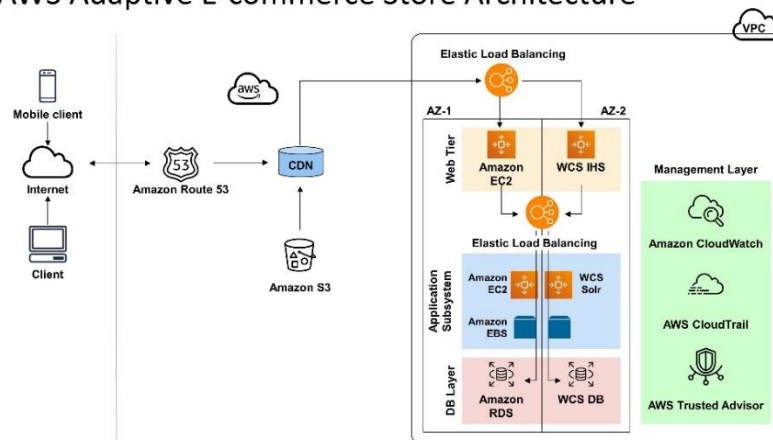 AWS Adaptive E-commerce Store Architecture
VPC
Elastic Load Balancing
aws
AZ-1
AZ-2
Mobile client
Web Tier
Amazon
EC2
WCS IHS
Management Layer
53
CDN
Internet
Amazon Route 53
Amazon CloudWatch
Elastic Load Balancing
Client
Amazon S3
Application
Subsystem
Amazon
EC2
WCS
Solr
Amazon
EBS
AWS CloudTrail
DB Layer
Amazon
RDS
WCS DB
AWS Trusted Advisor